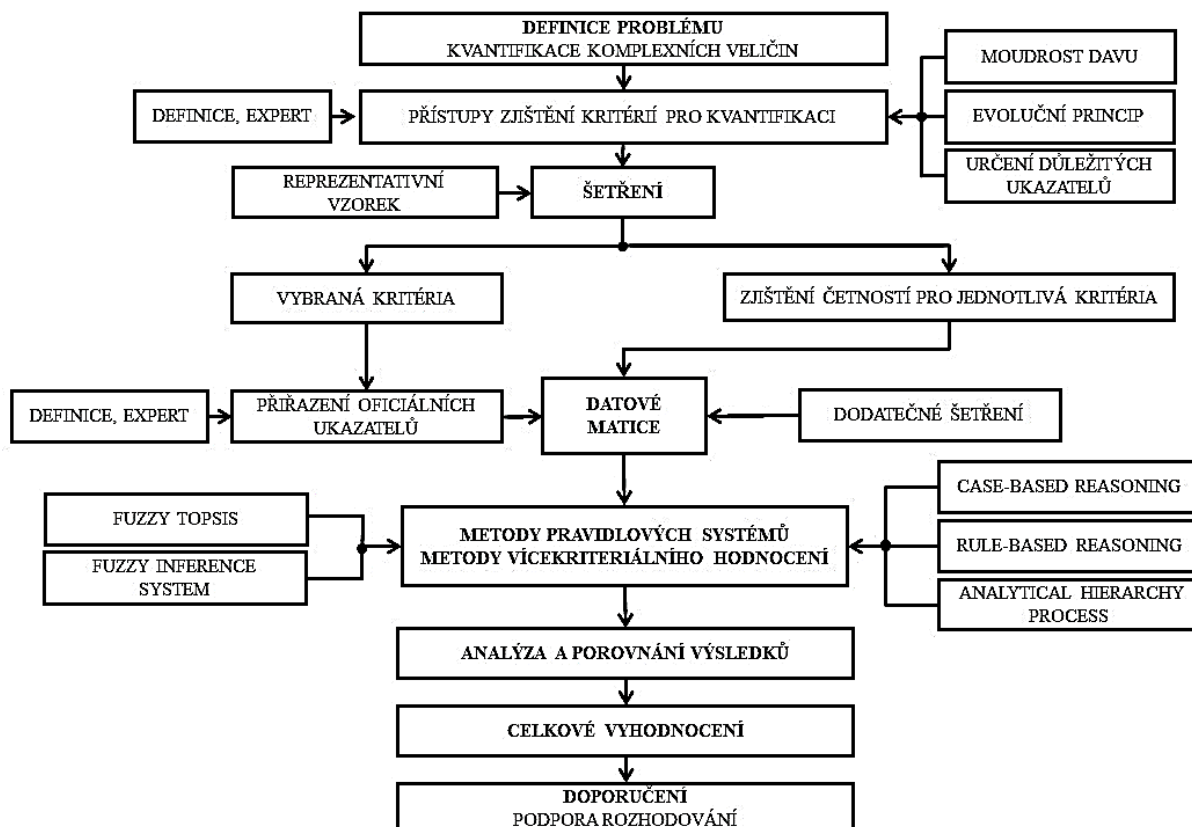 DEFINICE PROBLÉMU
KVANTIFIKACE KOMPLEXNÍCH VELIČIN
MOUDROST DAVU
DEFINICE, EXPERT
PŘÍSTUPY ZJIŠTĚNÍ KRITÉRIÍ PRO KVANTIFIKACI
EVOLUČNÍ PRINCIP
URČENÍ DŮLEŽITÝCH
UKAZATELŮ
REPREZENTATIVNÍ
VZOREK
ŠETŘENÍ
VYBRANÁ KRITÉRIA
ZJIŠTĚNÍ ČETNOSTÍ PRO JEDNOTLIVÁ KRITÉRIA
DEFINICE, EXPERT
PŘIŘAZENÍ OFICIÁLNÍCH
UKAZATELŮ
DATOVÉ
MATICE
DODATEČNÉ ŠETŘENÍ
FUZZY TOPSIS
FUZZY INFERENCE
SYSTEM
METODY PRAVIDLOVÝCH SYSTÉMŮ
METODY VÍCEKRITERIÁLNÍHO HODNOCENÍ
CASE-BASED REASONING
RULE-BASED REASONING
ANALYTICAL HIERARCHY
PROCESS
ANALÝZA A POROVNÁNÍ VÝSLEDKŮ
CELKOVÉ VYHODNOCENÍ
DOPORUČENÍ
PODPORA ROZHODOVÁNÍ